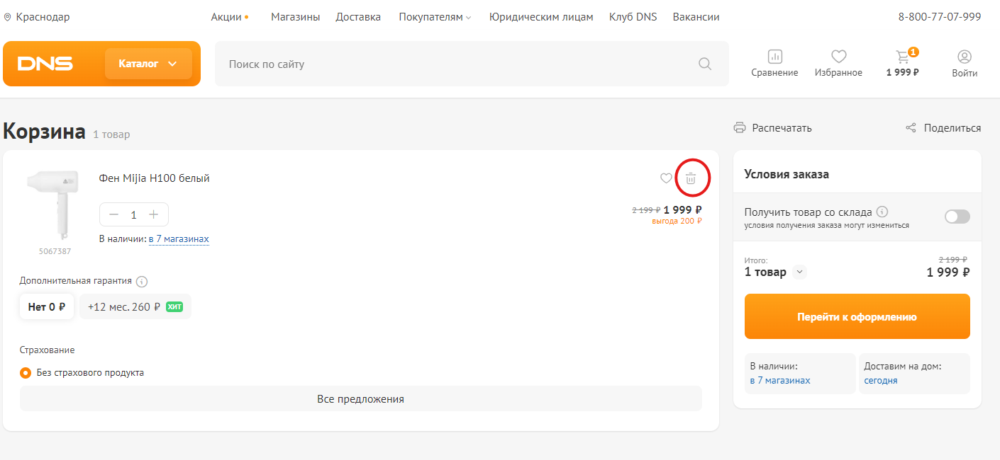 Краснодар
Акции Магазины Доставка Покупателям Юридическим лицам Клуб DNS Вакансии
8-800-77-07-999
DNS
Каталог
Поиск по сайту
Сравнение
Избранное
1
1 999 ₽
Войти
Корзина 1 товар
Распечатать
Поделиться
Фен Mijia H100 белый
1
2 199 ₽ 1 999 ₽
выгода 200 ₽
В наличии: в 7 магазинах
5067387
Дополнительная гарантия
Нет 0 ₽
+12 мес. 260 ₽ ХИТ
Страхование
Без страхового продукта
Все предложения
Условия заказа
Получить товар со склада
условия получения заказа могут измениться
Итого:
2 199 ₽
1 товар
1 999 ₽
Перейти к оформлению
В наличии:
в 7 магазинах
Доставим на дом:
сегодня